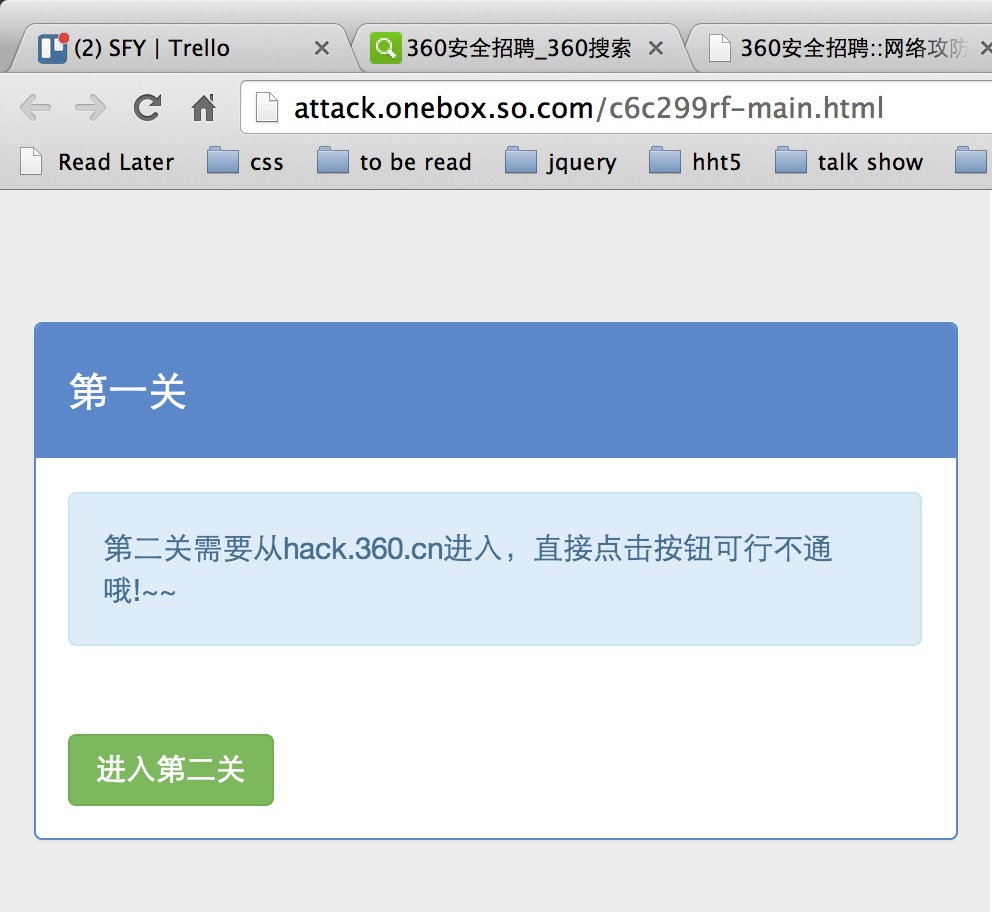 (2) SFY | Trello
360安全招聘_360搜索
360安全招聘::网络攻防
attack.onebox.so.com/c6c299rf-main.html
Read Later
css
to be read
jquery
hht5
talk show
第一关
第二关需要从hack.360.cn进入，直接点击按钮可行不通
哦!~~
进入第二关